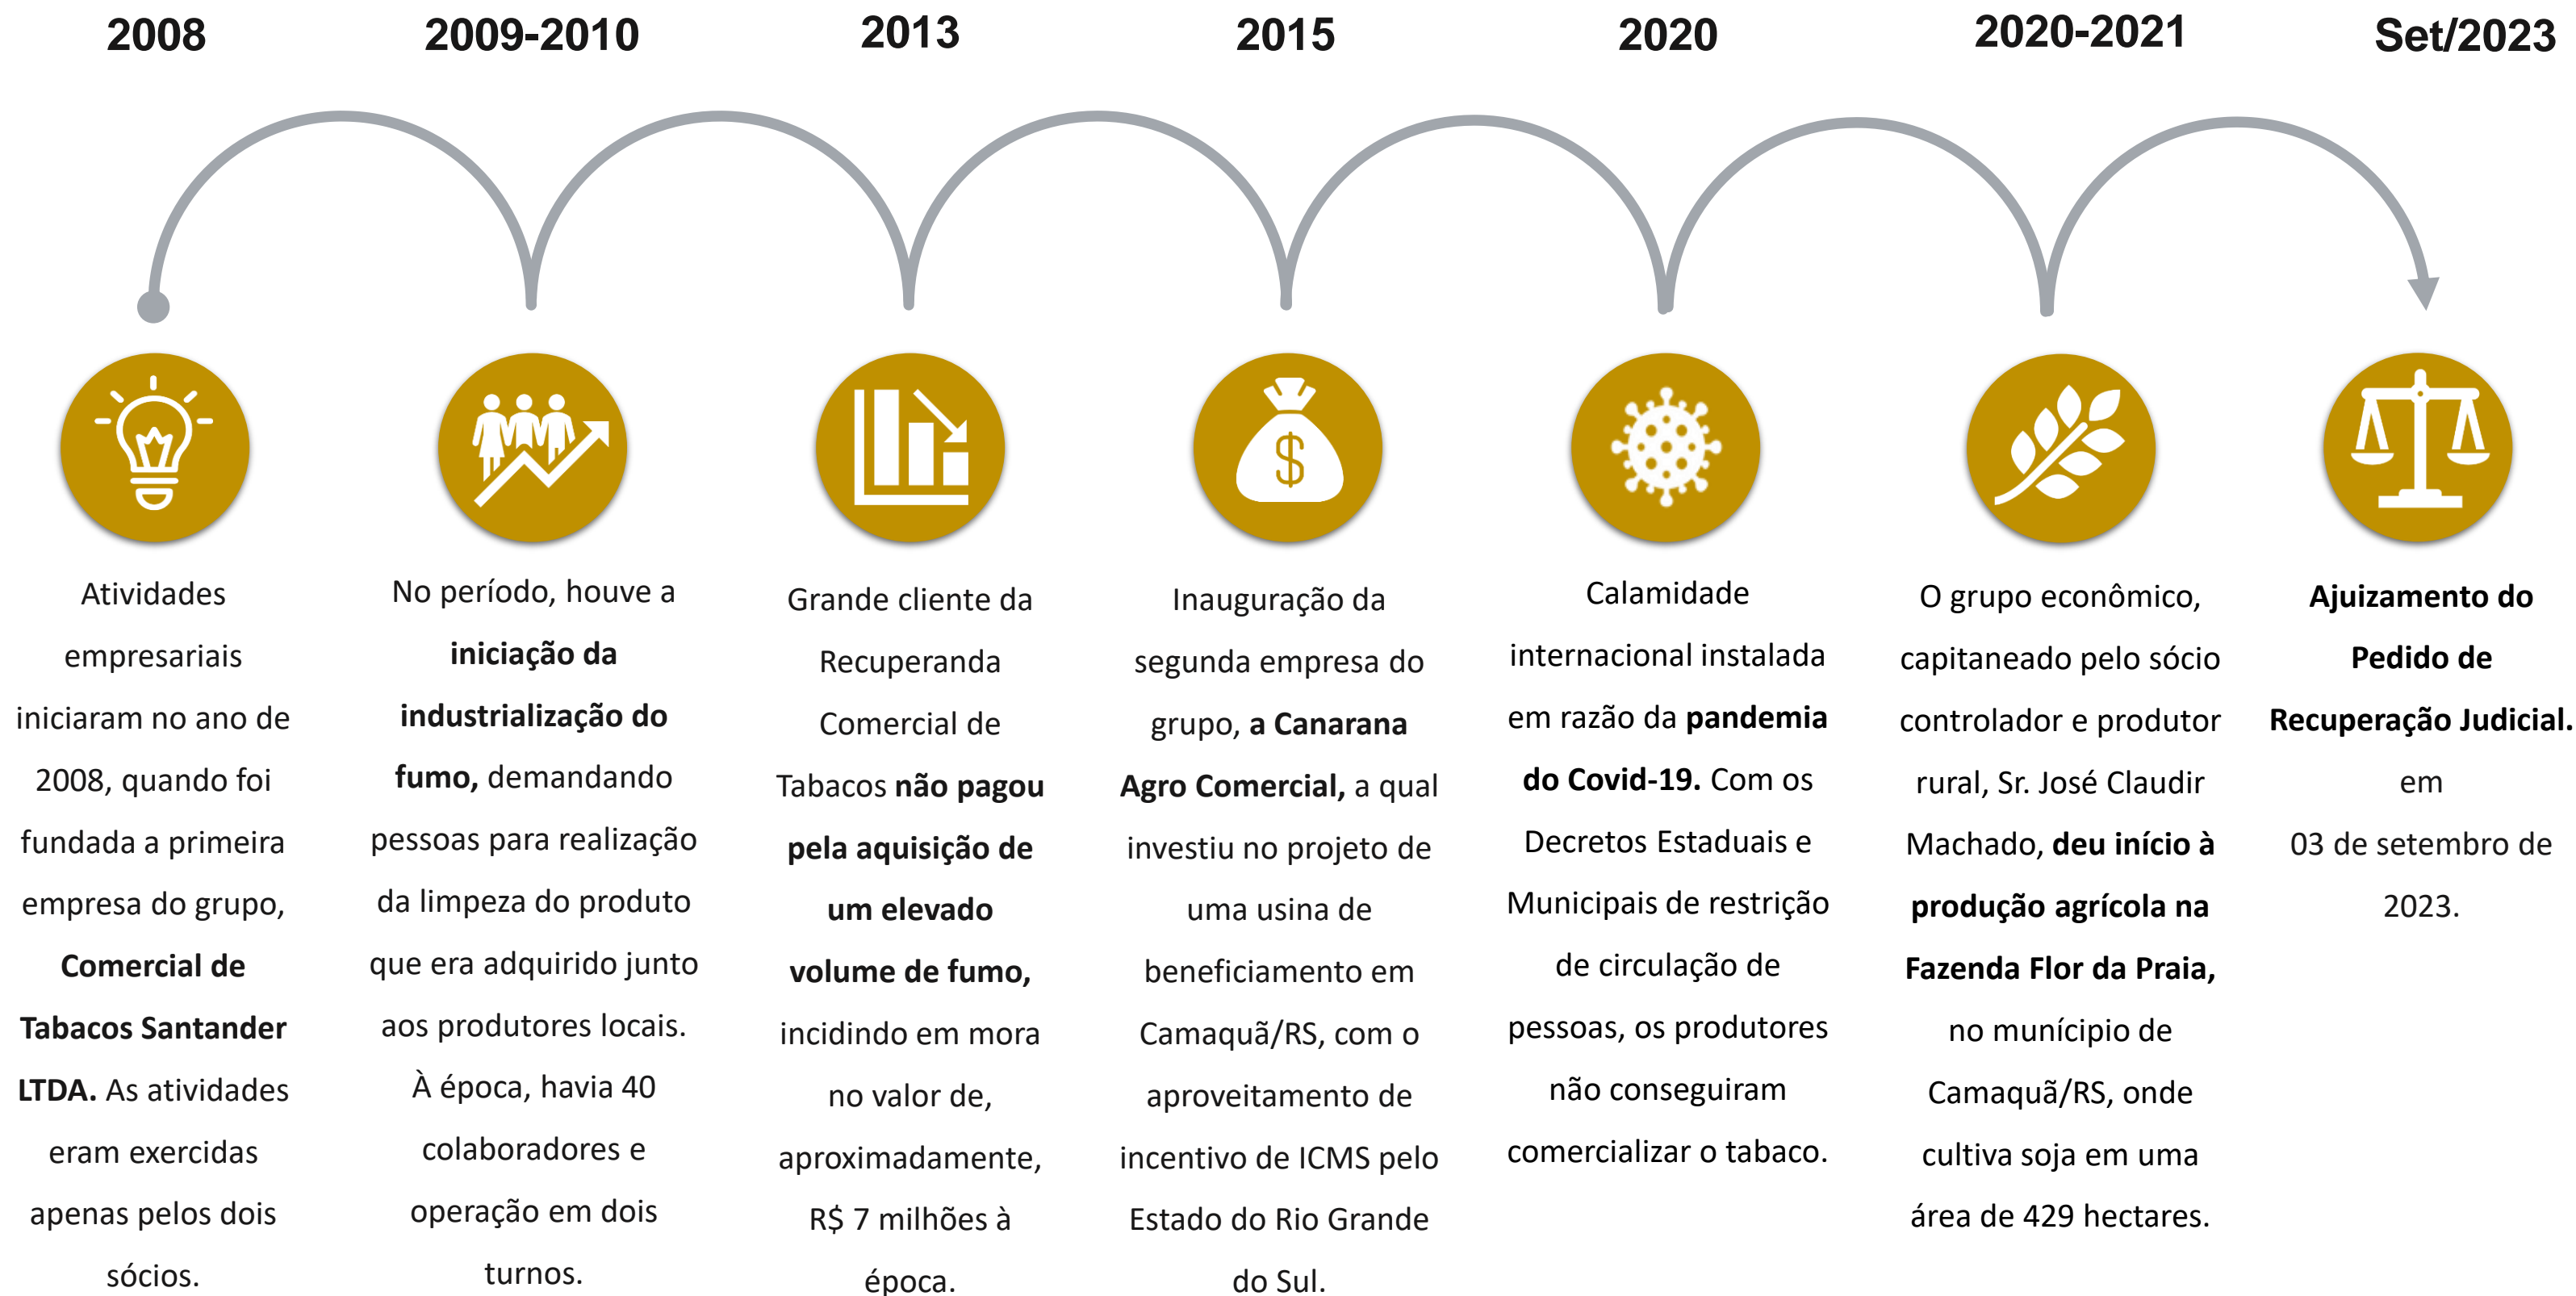 2008
Atividades
empresariais
iniciaram no ano de
2008, quando foi
fundada a primeira
empresa do grupo,
Comercial de
Tabacos Santander
LTDA. As atividades
eram exercidas
apenas pelos dois
sócios.
2009-2010
No período, houve a
iniciação da
industrialização do
fumo, demandando
pessoas para realização
da limpeza do produto
que era adquirido junto
aos produtores locais.
À época, havia 40
colaboradores e
operação em dois
turnos.
2013
Grande cliente da
Recuperanda
Comercial de
Tabacos não pagou
pela aquisição de
um elevado
volume de fumo,
incidindo em mora
no valor de,
aproximadamente,
R$ 7 milhões à
época.
2015
$
Inauguração da
segunda empresa do
grupo, a Canarana
Agro Comercial, a qual
investiu no projeto de
uma usina de
beneficiamento em
Camaquã/RS, com o
aproveitamento de
incentivo de ICMS pelo
Estado do Rio Grande
do Sul.
2020
Calamidade
internacional instalada
em razão da pandemia
do Covid-19. Com os
Decretos Estaduais e
Municipais de restrição
de circulação de
pessoas, os produtores
não conseguiram
comercializar o tabaco.
2020-2021
O grupo econômico,
capitaneado pelo sócio
controlador e produtor
rural, Sr. José Claudir
Machado, deu início à
produção agrícola na
Fazenda Flor da Praia,
no munícipio de
Camaquã/RS, onde
cultiva soja em uma
área de 429 hectares.
Set/2023
Ajuizamento do
Pedido de
Recuperação Judicial.
em
03 de setembro de
2023.